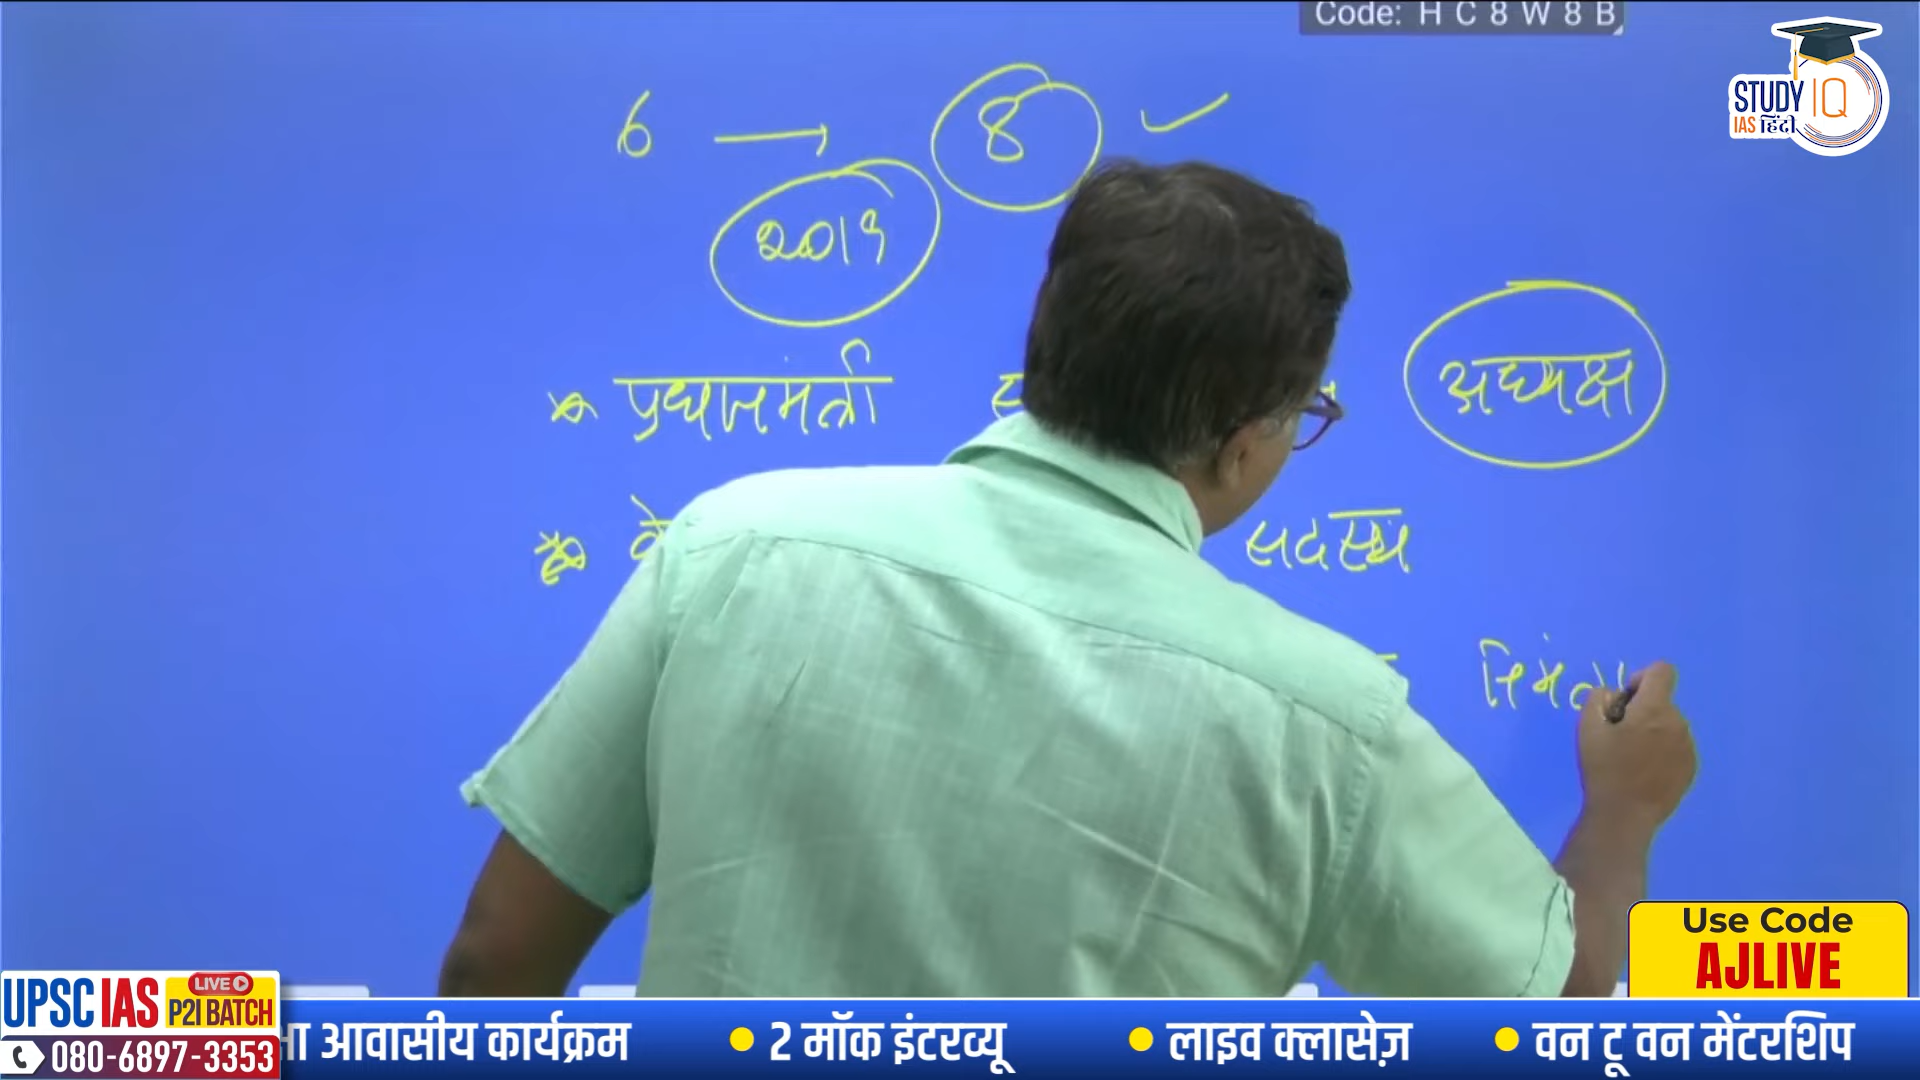 Code: H C 8 W 8 B
STUDY IQ
IAS हिंदी
6 → 8 ✓
2019
* प्रधानमंत्री अध्यक्ष
* सदस्य
Use Code
AJLIVE
UPSC IAS LIVE
P2I BATCH
080-6897-3353
आवासीय कार्यक्रम • 2 मॉक इंटरव्यू • लाइव क्लासेज़ • वन टू वन मेंटरशिप